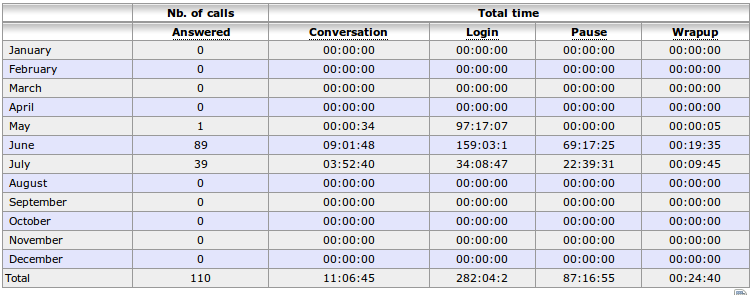 Nb. of calls Total time
Answered Conversation Login Pause Wrapup
January 0 00:00:00 00:00:00 00:00:00 00:00:00
February 0 00:00:00 00:00:00 00:00:00 00:00:00
March 0 00:00:00 00:00:00 00:00:00 00:00:00
April 0 00:00:00 00:00:00 00:00:00 00:00:00
May 1 00:00:34 97:17:07 00:00:00 00:00:05
June 89 09:01:48 159:03:1 69:17:25 00:19:35
July 39 03:52:40 34:08:47 22:39:31 00:09:45
August 0 00:00:00 00:00:00 00:00:00 00:00:00
September 0 00:00:00 00:00:00 00:00:00 00:00:00
October 0 00:00:00 00:00:00 00:00:00 00:00:00
November 0 00:00:00 00:00:00 00:00:00 00:00:00
December 0 00:00:00 00:00:00 00:00:00 00:00:00
Total 110 11:06:45 282:04:2 87:16:55 00:24:40